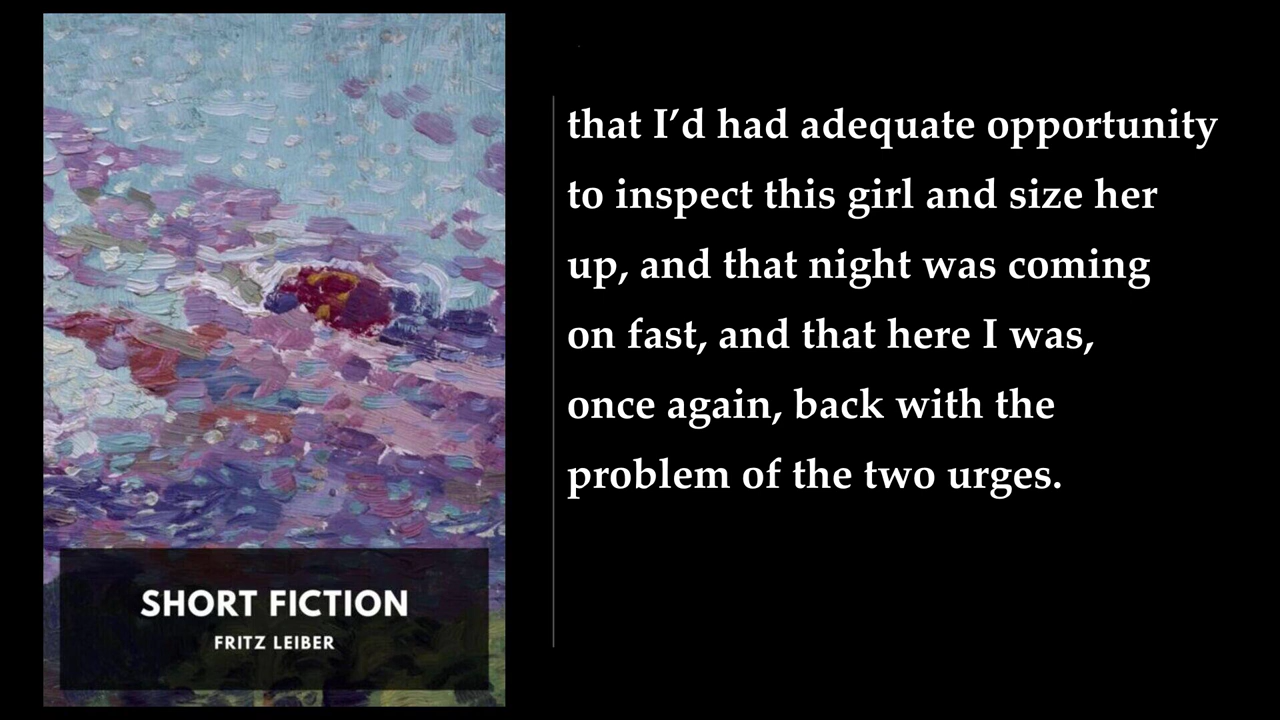 SHORT FICTION
FRITZ LEIBER
that I’d had adequate opportunity
to inspect this girl and size her
up, and that night was coming
on fast, and that here I was,
once again, back with the
problem of the two urges.